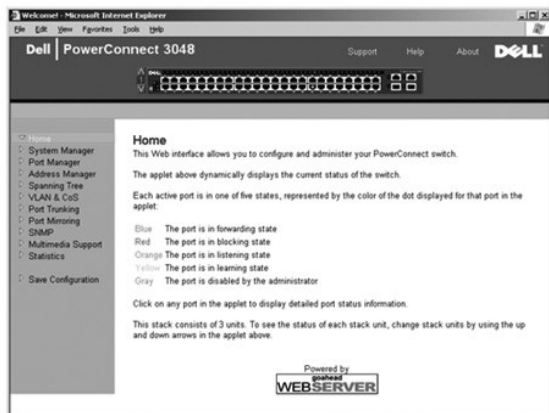 Welcome! - Microsoft Internet Explorer
File Edit View Favorites Tools Help
Dell | PowerConnect 3048
Support Help About DELL
Home
System Manager
Port Manager
Address Manager
Spanning Tree
VLAN & CoS
Port Trunking
Port Mirroring
SNMP
Multimedia Support
Statistics
Save Configuration
Home
This Web interface allows you to configure and administer your PowerConnect switch.
The applet above dynamically displays the current status of the switch.
Each active port is in one of five states, represented by the color of the dot displayed for that port in the
applet:
Blue The port is in forwarding state
Red The port is in blocking state
Orange The port is in listening state
Yellow The port is in learning state
Gray The port is disabled by the administrator
Click on any port in the applet to display detailed port status information.
This stack consists of 3 units. To see the status of each stack unit, change stack units by using the up
and down arrows in the applet above.
Powered by
goahead
WEBSERVER